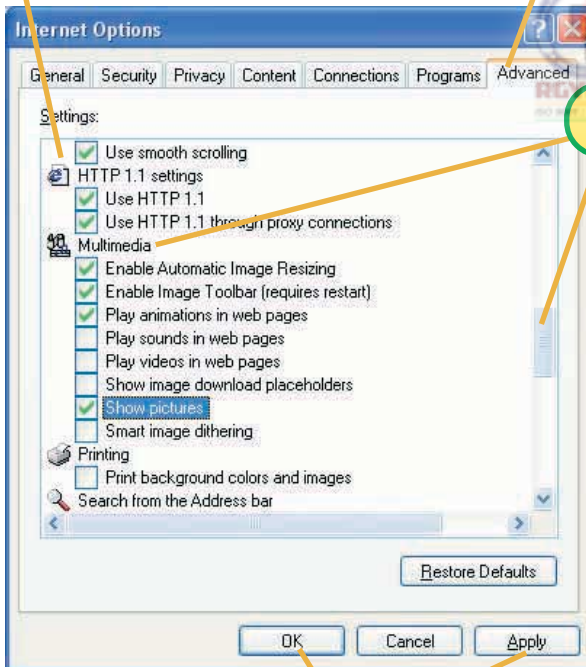 Internet Options
General Security Privacy Content Connections Programs Advanced
Settings:
Use smooth scrolling
HTTP 1.1 settings
Use HTTP 1.1
Use HTTP 1.1 through proxy connections
Multimedia
Enable Automatic Image Resizing
Enable Image Toolbar (requires restart)
Play animations in web pages
Play sounds in web pages
Play videos in web pages
Show image download placeholders
Show pictures
Smart image dithering
Printing
Print background colors and images
Search from the Address bar
Restore Defaults
OK Cancel Apply